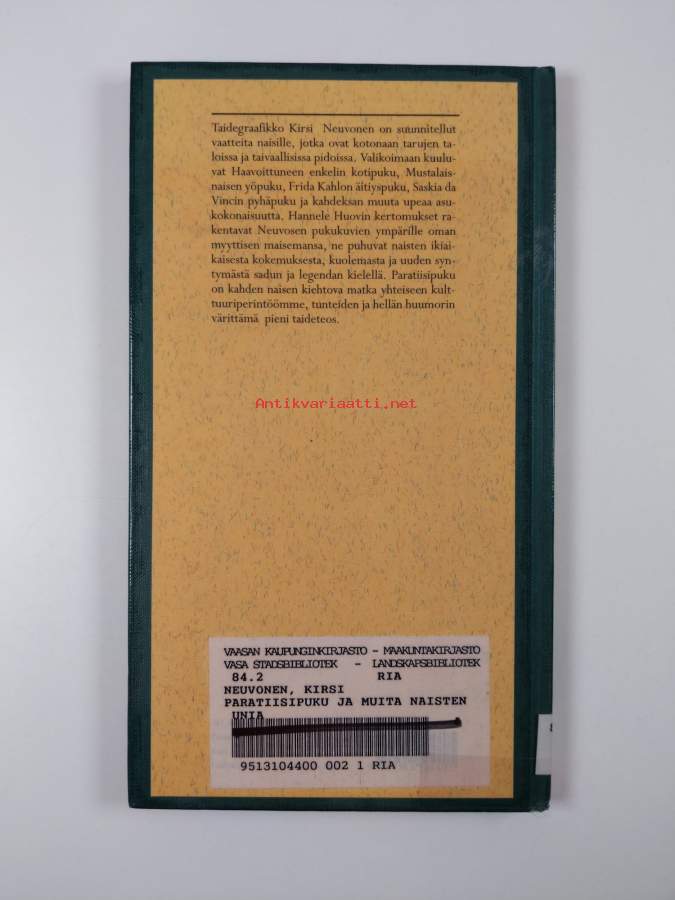 Taidegraafikko Kirsi Neuvonen on suunnitellut
vaatteita naisille, jotka ovat kotonaan tarujen ta-
loissa ja taivaallisissa pidoissa. Valikoimaan kuulu-
vat Haavoittuneen enkelin kotipuku, Mustalais-
naisen yöpuku, Frida Kahlon äitiyspuku, Saskia da
Vincin pyhäpuku ja kahdeksan muuta upeaa asu-
kokonaisuutta. Hannele Huovin kertomukset ra-
kentavat Neuvosen pukukuvien ympärille oman
myyttisen maisemansa, ne puhuvat naisten ikiai-
kaisesta kokemuksesta, kuolemasta ja uuden syn-
tymästä sadun ja legendan kielellä. Paratiisipuku
on kahden naisen kiehtova matka yhteiseen kult-
tuuriperintöömme, tunteiden ja hellän huumorin
värittämä pieni taideteos.
Antikvariaatti.net
VAASAN KAUPUNGINKIRJASTO - MAAKUNTAKIRJASTO
VASA STADSBIBLIOTEK - LANDSKAPSBIBLIOTEK
84.2 RIA
NEUVONEN, KIRSI
PARATIISIPUKU JA MUITA NAISTEN
UNIA
9513104400 002 1 RIA